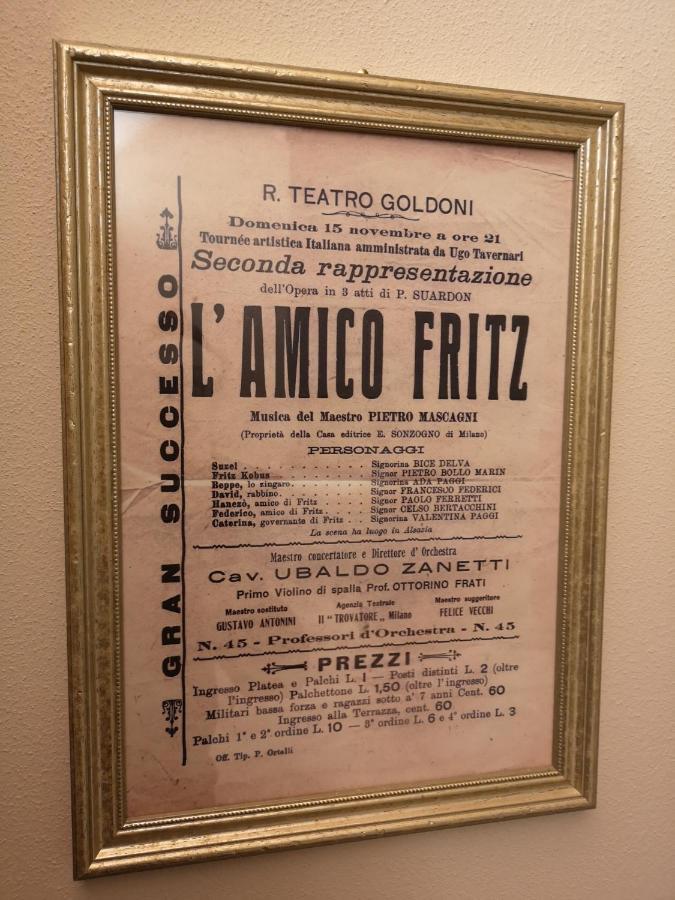 GRAN SUCCESSO
R. TEATRO GOLDONI
Domenica 15 novembre a ore 21
Tournée artistica Italiana amministrata da Ugo Tavernari
Seconda rappresentazione
dell'Opera in 3 atti di P. SUARDON
L'AMICO FRITZ
Musica del Maestro PIETRO MASCAGNI
(Proprietà della Casa editrice E. SONZOGNO di Milano)
PERSONAGGI
Suzel . . . . . . . . . . . . Signorina BICE DELVA
Fritz Kobus . . . . . . . . . Signor PIETRO BOLLO MARIN
Beppe, lo zingaro. . . . . . . . Signorina ADA PAGGI
David, rabbino. . . . . . . . . Signor FRANCESCO FEDERICI
Hanezò, amico di Fritz . . . . . Signor PAOLO FERRETTI
Federico, amico di Fritz . . . . Signor CELSO BERTACCHINI
Caterina, governante di Fritz . . Signorina VALENTINA PAGGI
La scena ha luogo in Alsazia
Maestro concertatore e Direttore d' Orchestra
Cav. UBALDO ZANETTI
Primo Violino di spalla Prof. OTTORINO FRATI
Maestro sostituto
GUSTAVO ANTONINI
Agenzia Teatrale
Il "TROVATORE„ Milano
Maestro suggeritore
FELICE VECCHI
N. 45 - Professori d'Orchestra - N. 45
PREZZI
Ingresso Platea e Palchi L. 1 — Posti distinti L. 2 (oltre
l'ingresso) Palchettone L. 1,50 (oltre l'ingresso)
Militari bassa forza e ragazzi sotto a' 7 anni Cent. 60
Ingresso alla Terrazza, cent. 60
Palchi 1° e 2° ordine L. 10 — 3° ordine L. 6 e 4° ordine L. 3
Off. Tip. P. Ortalli